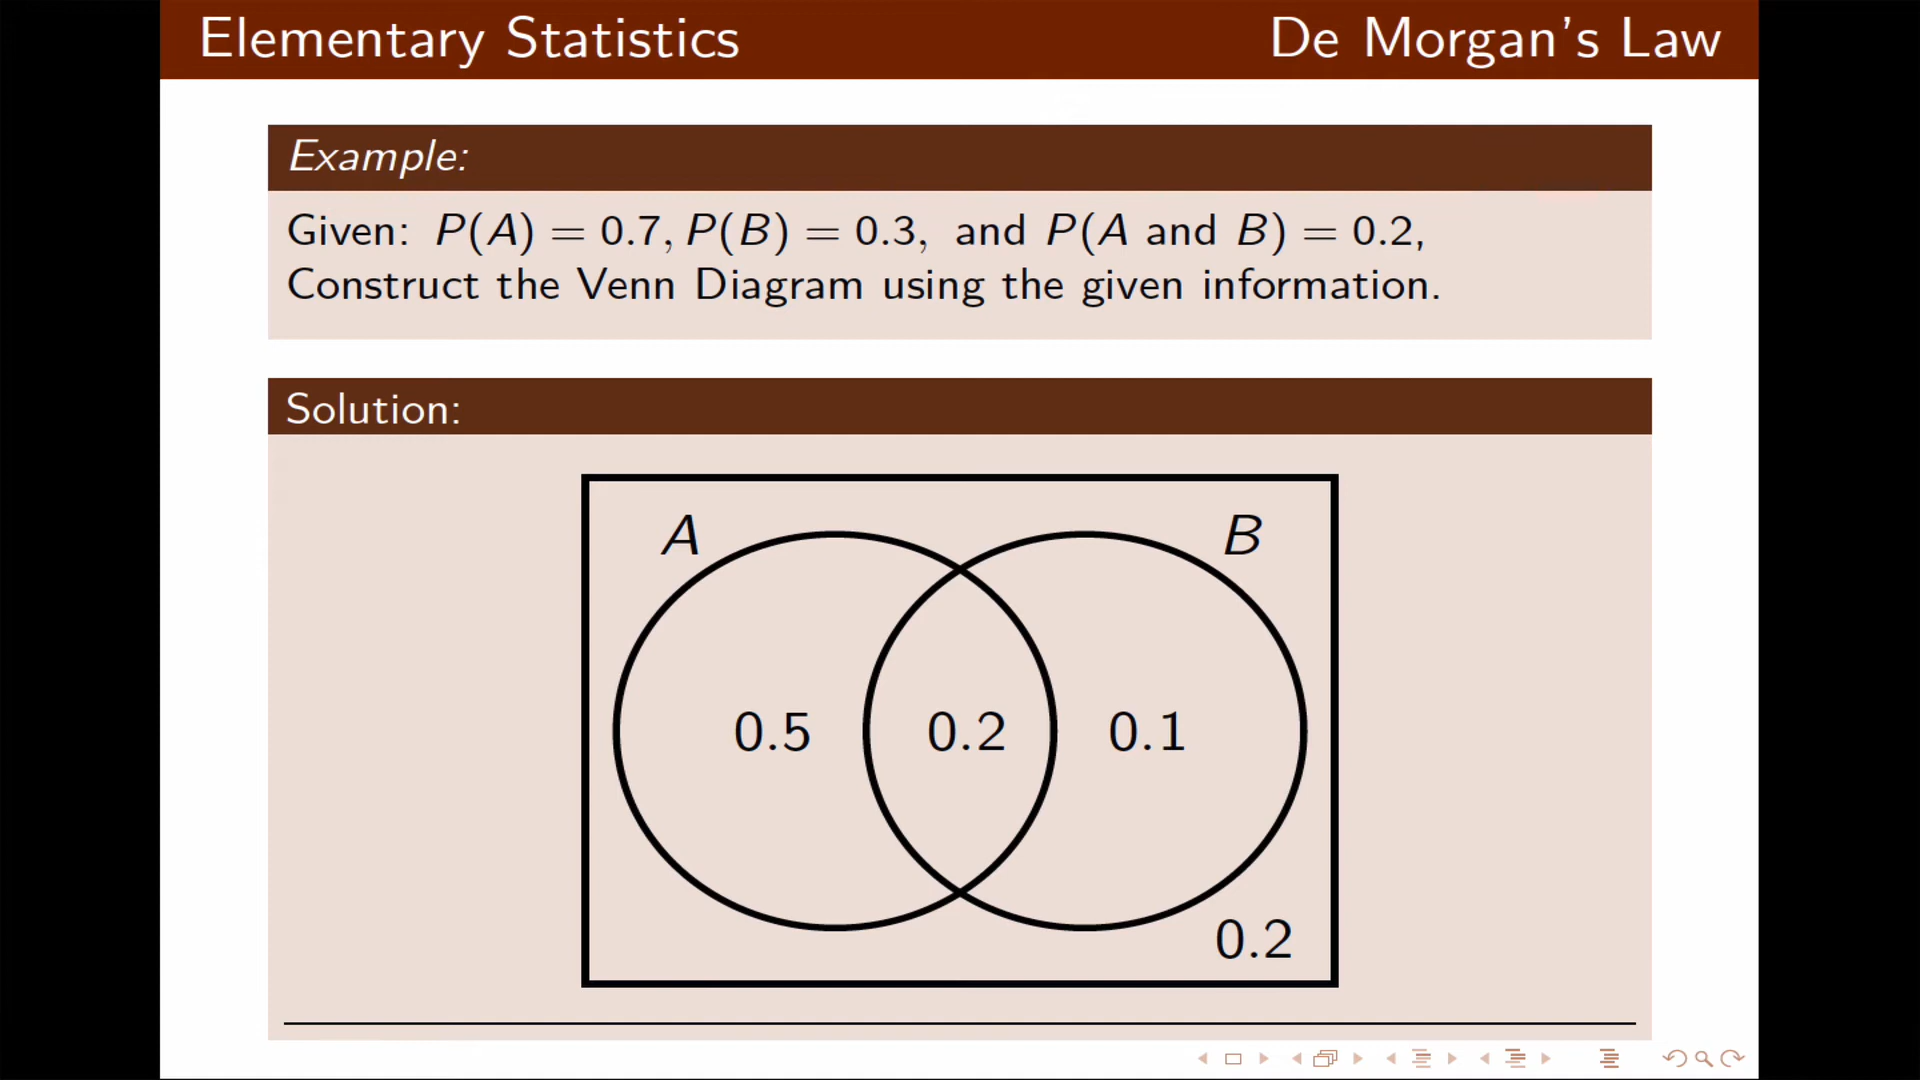 Elementary Statistics
De Morgan's Law
Example:
Given: P(A) = 0.7, P(B) = 0.3, and P(A and B) = 0.2,
Construct the Venn Diagram using the given information.
Solution:
A
B
0.5
0.2
0.1
0.2